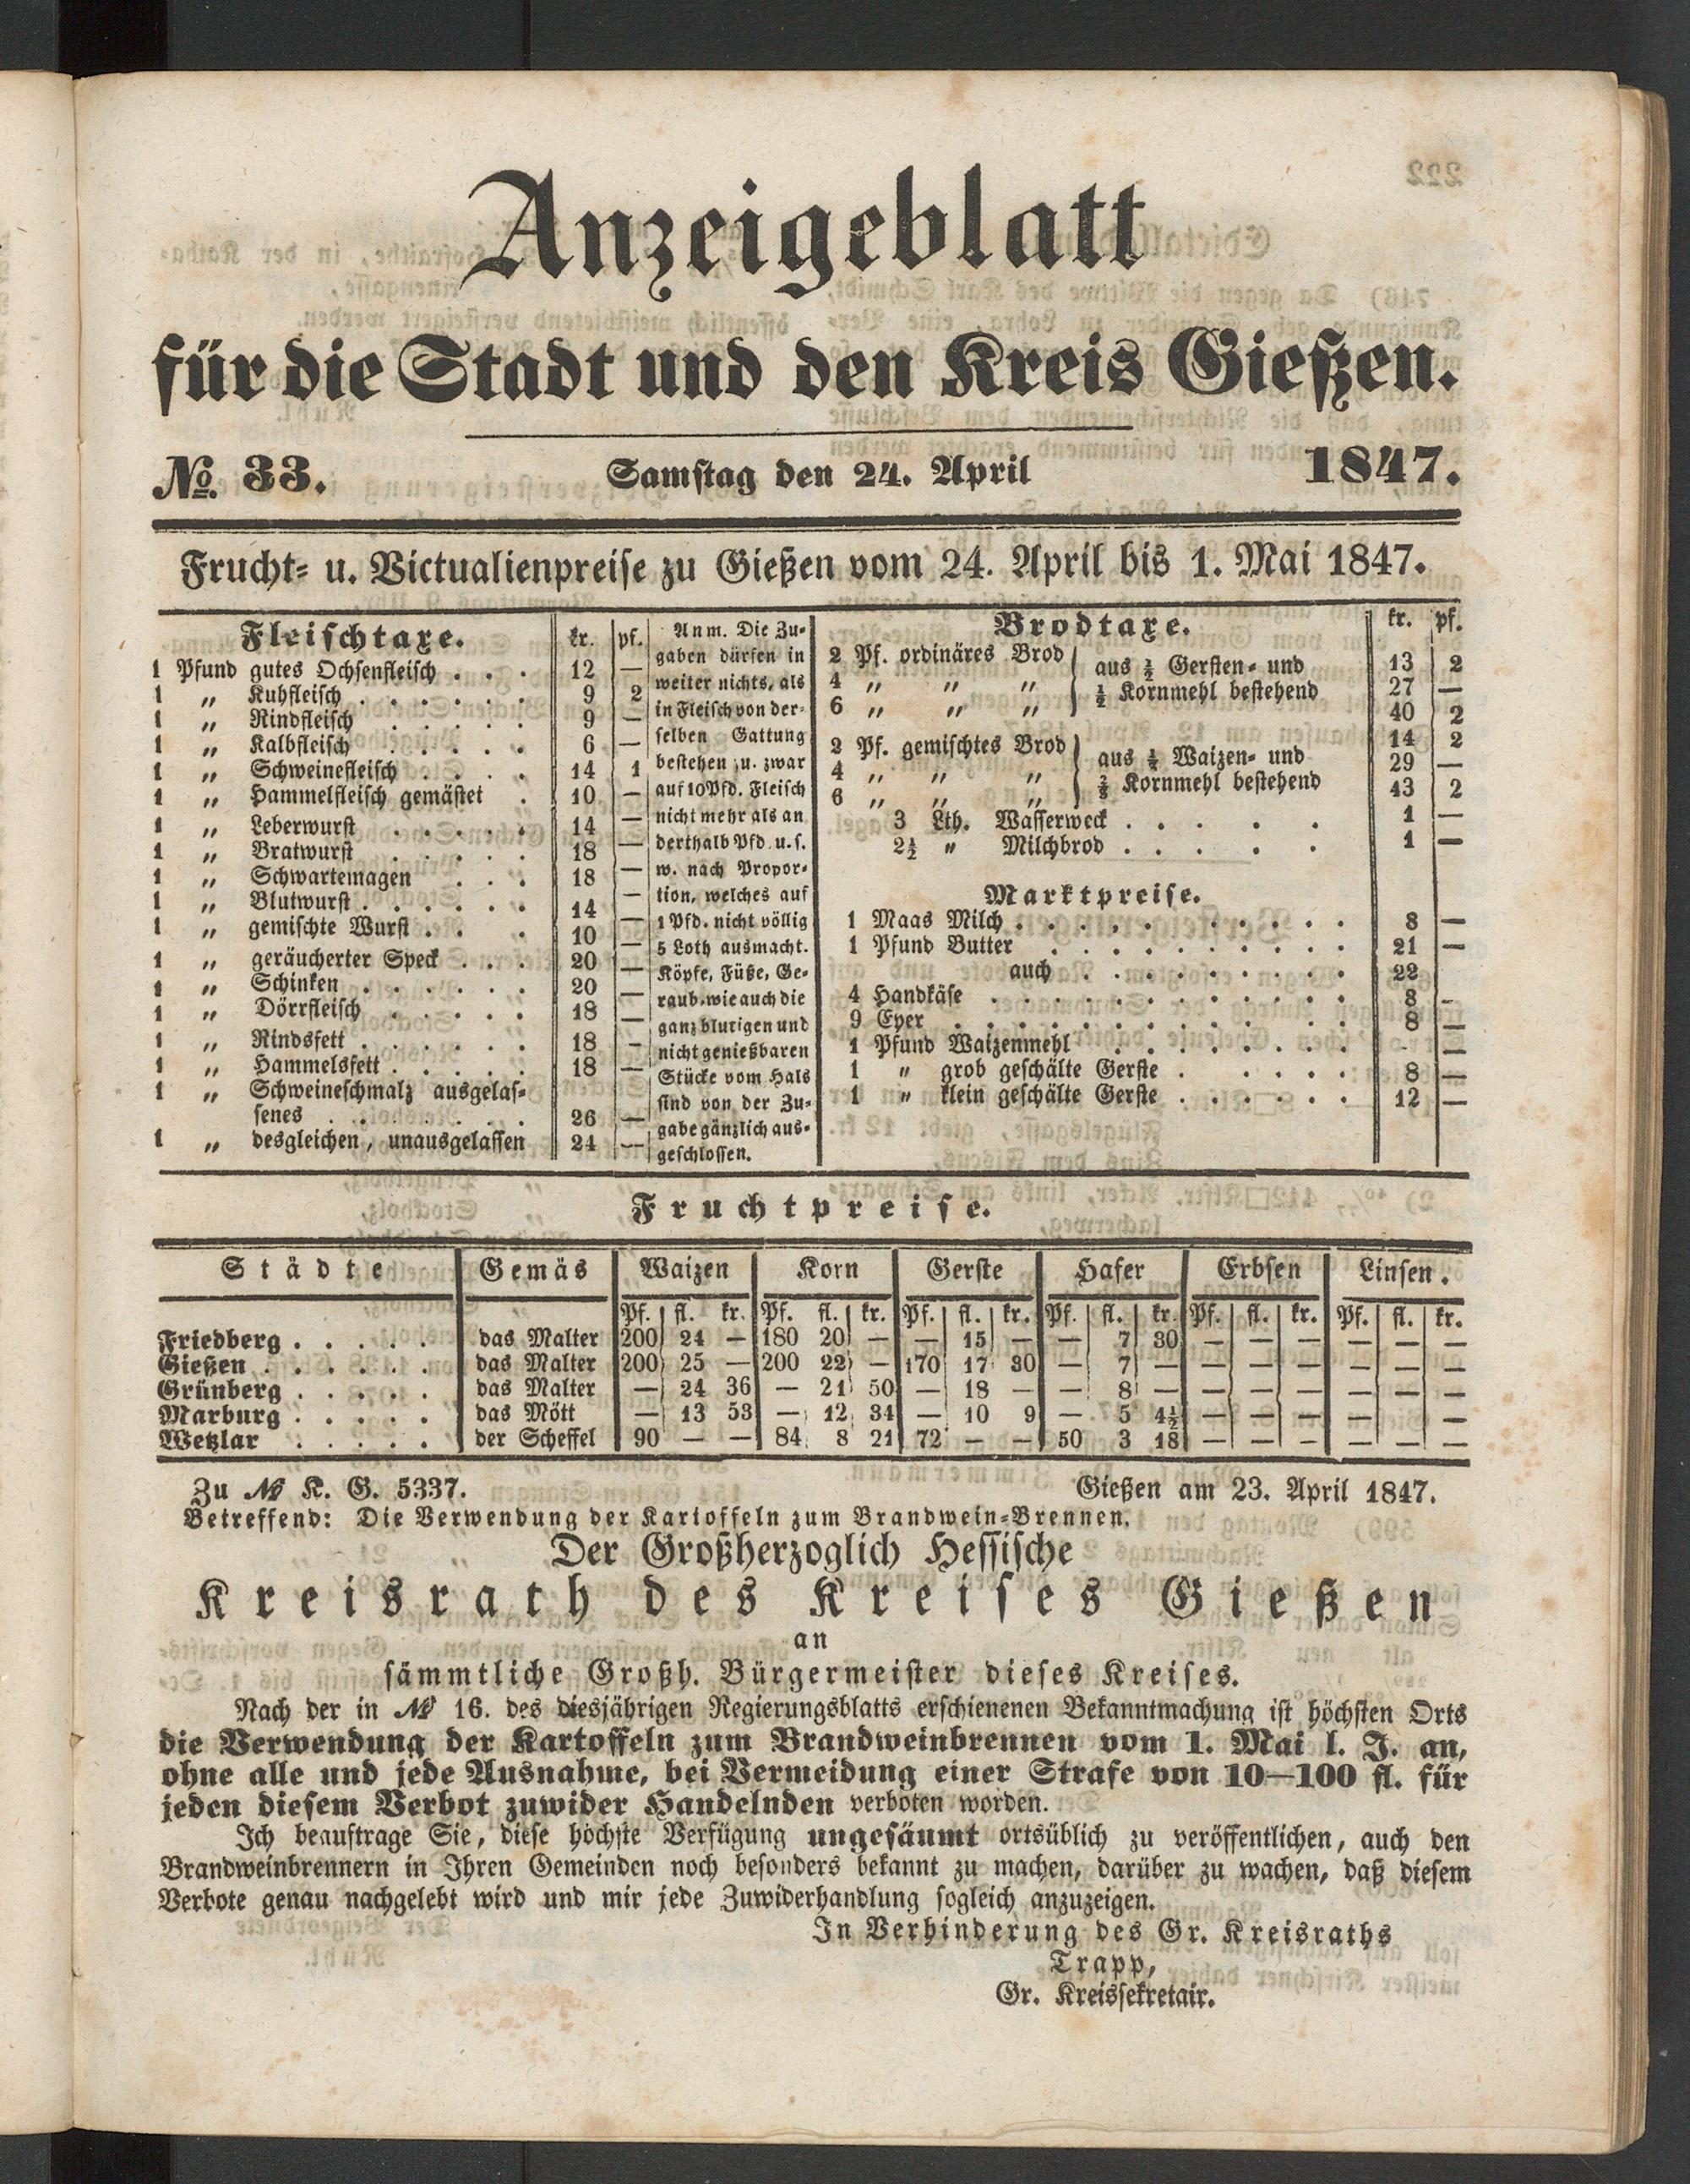 Anzeigeblatt
für die Stadt und den Kreis Gießen.
No. 33. Samstag den 24. April 1847.
Frucht- u. Victualienpreise zu Gießen vom 24. April bis 1. Mai 1847.
Fleischtaxe. kr. pf.
1 Pfund gutes Ochsenfleisch . . . 12 —
1 „ Kuhfleisch . . . . . . 9 2
1 „ Rindfleisch . . . . . 9 —
1 „ Kalbfleisch . . . . . 6 —
1 „ Schweinefleisch . . . . 14 1
1 „ Hammelfleisch gemästet . 10 —
1 „ Leberwurst . . . . . 14 —
1 „ Bratwurst . . . . . 18 —
1 „ Schwartemagen . . . 18 —
1 „ Blutwurst . . . . . . 14 —
1 „ gemischte Wurst . . . 10 —
1 „ geräucherter Speck . . . 20 —
1 „ Schinken . . . . . . 20 —
1 „ Dörrfleisch . . . . . 18 —
1 „ Rindsfett . . . . . . 18 —
1 „ Hammelsfett . . . . . 18 —
1 „ Schweineschmalz ausgelas-
senes . . . . . . 26 —
1 „ desgleichen, unausgelassen 24 —
Anm. Die Zu-
gaben dürfen in
weiter nichts, als
in Fleisch von der-
selben Gattung
bestehen u. zwar
auf 10 Pfd. Fleisch
nicht mehr als an
derthalb Pfd. u. s.
w. nach Propor-
tion, welches auf
1 Pfd. nicht völlig
5 Loth ausmacht.
Köpfe, Füße, Ge-
raub, wie auch die
ganz blutigen und
nicht genießbaren
Stücke vom Hals
sind von der Zu-
gabe gänzlich aus-
geschlossen.
Brodtaxe. kr. pf.
2 Pf. ordinäres Brod aus ½ Gersten- und 13 2
4 „ „ „ ½ Kornmehl bestehend 27 —
6 „ „ „ 40 2
2 Pf. gemischtes Brod aus Waizen- und 14 2
4 „ „ „ Kornmehl bestehend 29 —
6 „ „ „ 43 2
3 Lth. Wasserweck . . . . . 1 —
2½ „ Milchbrod . . . . . 1 —
Marktpreise.
1 Maas Milch . . . . . . . . . . 8 —
1 Pfund Butter . . . . . . . . . 21 —
auch . . . . . . . . 22
4 Handkäse . . . . . . . . . . . 8 —
9 Eyer . . . . . . . . . . . . 8 —
1 Pfund Waizenmehl . . . . . . . . - —
1 „ grob geschälte Gerste . . . . . 8 —
1 „ klein geschälte Gerste . . . . . . 12 —
Fruchtpreise.
Städte Gemäs Waizen Korn Gerste Hafer Erbsen Linsen.
Pf. fl. kr. Pf. fl. kr. Pf. fl. kr. Pf. fl. kr. Pf. fl. kr. Pf. fl. kr.
Friedberg . . . . . das Malter 200 24 — 180 20 — — 15 — — 7 30 — — — — — —
Gießen . . . . . . das Malter 200 25 — 200 22 — 170 17 30 — 7 — — — — — — —
Grünberg . . . . . das Malter — 24 36 — 21 50 — 18 — — 8 — — — — — — —
Marburg . . . . . das Mött — 13 53 — 12 34 — 10 9 — 5 4½ — — — — — —
Wetzlar . . . . . der Scheffel 90 — — 84 8 21 72 — — 50 3 18 — — — — — —
Zu № K. G. 5337. Gießen am 23. April 1847.
Betreffend: Die Verwendung der Kartoffeln zum Brandwein-Brennen.
Der Großherzoglich Hessische
Kreisrath des Kreises Gießen
an
sämmtliche Großh. Bürgermeister dieses Kreises.
Nach der in № 16. des diesjährigen Regierungsblatts erschienenen Bekanntmachung ist höchsten Orts
die Verwendung der Kartoffeln zum Brandweinbrennen vom 1. Mai l. J. an,
ohne alle und jede Ausnahme, bei Vermeidung einer Strafe von 10—100 fl. für
jeden diesem Verbot zuwider Handelnden verboten worden.
Ich beauftrage Sie, diese höchste Verfügung ungesäumt ortsüblich zu veröffentlichen, auch den
Brandweinbrennern in Ihren Gemeinden noch besonders bekannt zu machen, darüber zu wachen, daß diesem
Verbote genau nachgelebt wird und mir jede Zuwiderhandlung sogleich anzuzeigen.
In Verhinderung des Gr. Kreisraths
Trapp,
Gr. Kreissekretair.